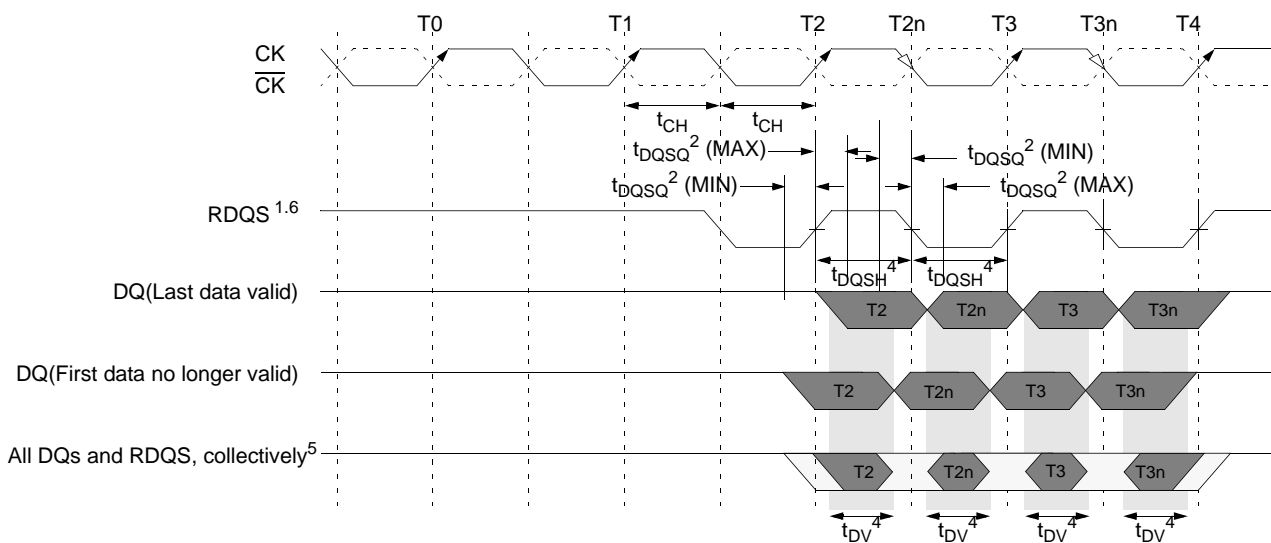 T0 T1 T2 T2n T3 T3n T4
CK
CK
tCH tCH
tDQSQ2 (MAX) tDQSQ2 (MIN)
tDQSQ2 (MIN) tDQSQ2 (MAX)
RDQS 1.6
tDQSH4 tDQSH4
DQ(Last data valid) T2 T2n T3 T3n
DQ(First data no longer valid) T2 T2n T3 T3n
All DQs and RDQS, collectively5 T2 T2n T3 T3n
tDV4 tDV4 tDV4 tDV4